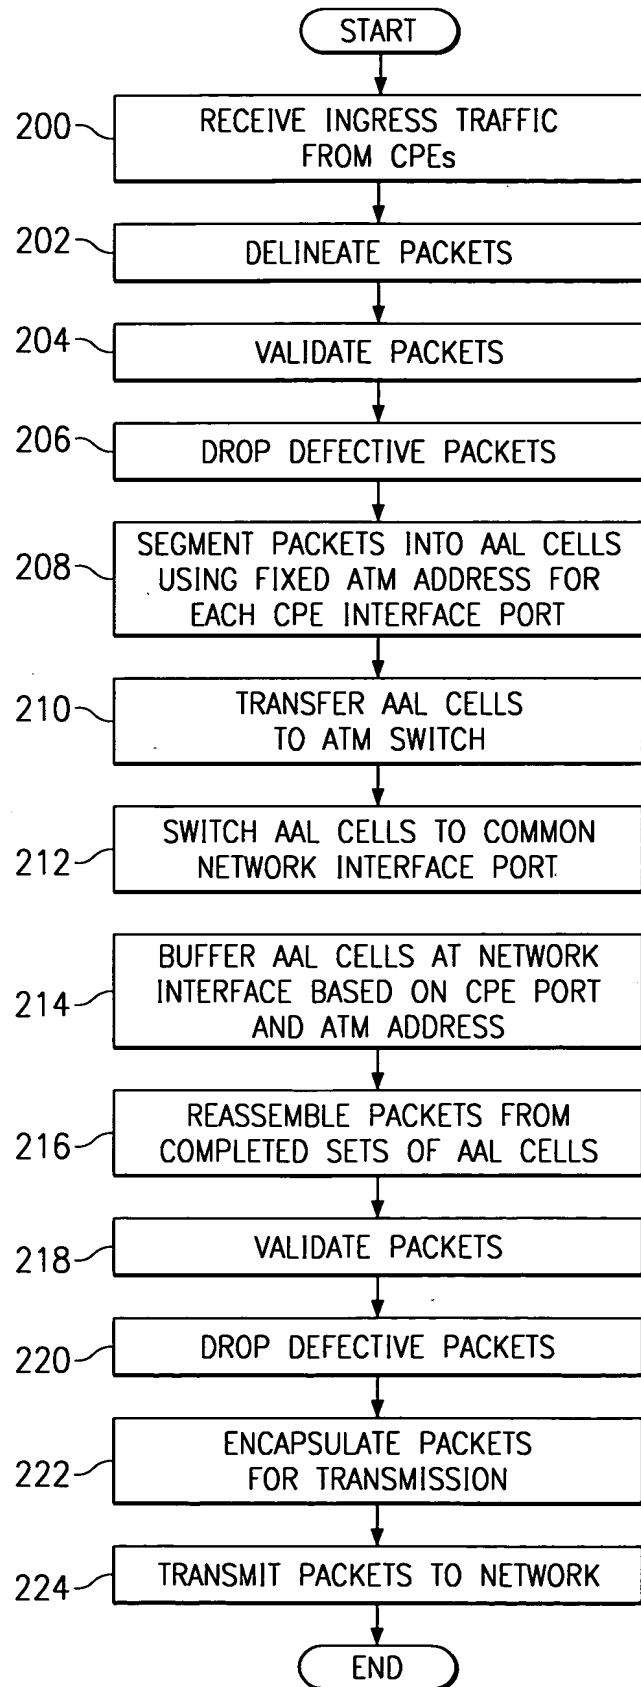 START
200
RECEIVE INGRESS TRAFFIC
FROM CPEs
202
DELINEATE PACKETS
204
VALIDATE PACKETS
206
DROP DEFECTIVE PACKETS
208
SEGMENT PACKETS INTO AAL CELLS
USING FIXED ATM ADDRESS FOR
EACH CPE INTERFACE PORT
210
TRANSFER AAL CELLS
TO ATM SWITCH
212
SWITCH AAL CELLS TO COMMON
NETWORK INTERFACE PORT
214
BUFFER AAL CELLS AT NETWORK
INTERFACE BASED ON CPE PORT
AND ATM ADDRESS
216
REASSEMBLE PACKETS FROM
COMPLETED SETS OF AAL CELLS
218
VALIDATE PACKETS
220
DROP DEFECTIVE PACKETS
222
ENCAPSULATE PACKETS
FOR TRANSMISSION
224
TRANSMIT PACKETS TO NETWORK
END